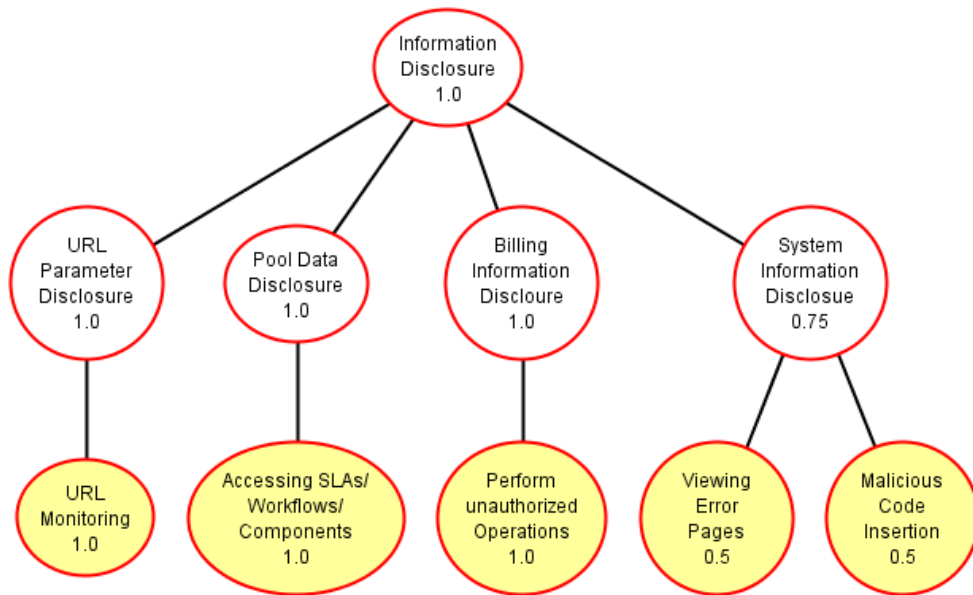 Information
Disclosure
1.0
URL
Parameter
Disclosure
1.0
Pool Data
Disclosure
1.0
Billing
Information
Discloure
1.0
System
Information
Disclosue
0.75
URL
Monitoring
1.0
Accessing SLAs/
Workflows/
Components
1.0
Perform
unauthorized
Operations
1.0
Viewing
Error
Pages
0.5
Malicious
Code
Insertion
0.5